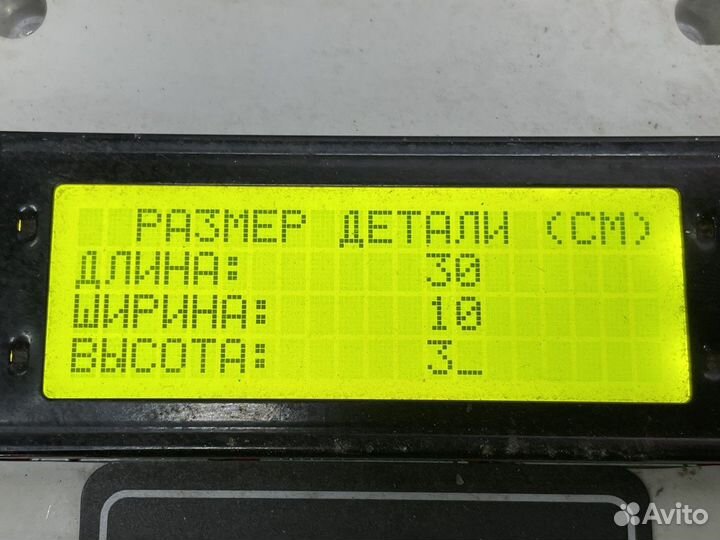 РАЗМЕР ДЕТАЛИ (СМ)
ДЛИНА: 30
ШИРИНА: 10
ВЫСОТА: 3_
Avito